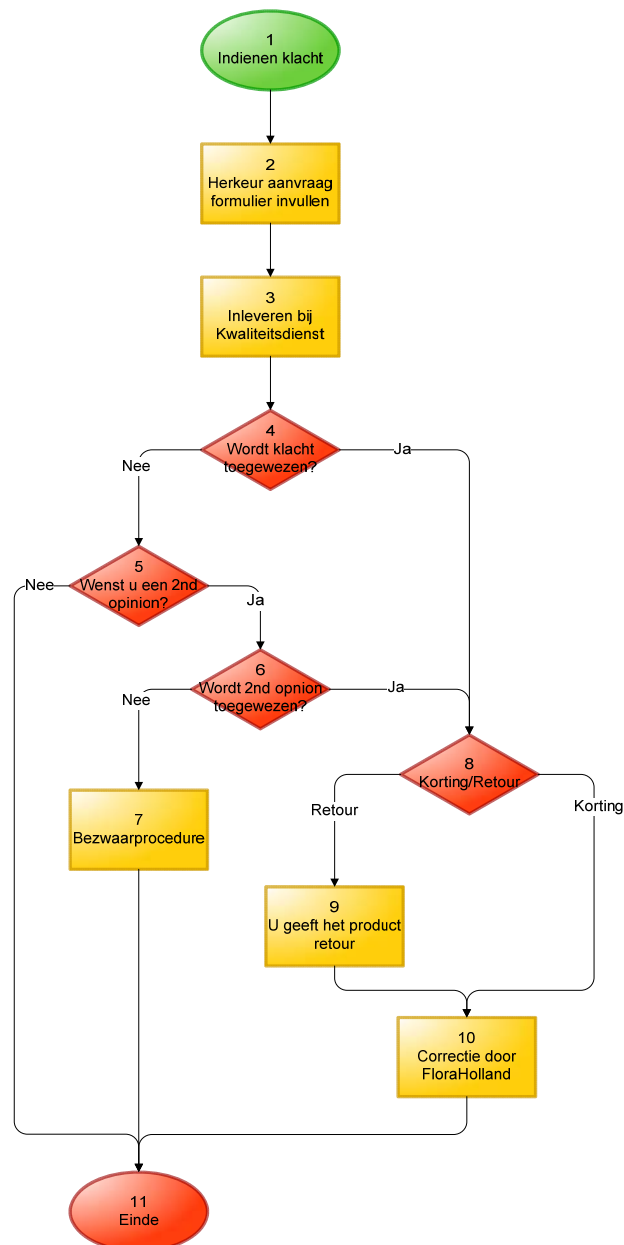 1
Indienen klacht
2
Herkeur aanvraag
formulier invullen
3
Inleveren bij
Kwaliteitsdienst
4
Wordt klacht
toegewezen?
Nee
Ja
5
Wenst u een 2nd
opinion?
Nee
Ja
6
Wordt 2nd opnion
toegewezen?
Nee
Ja
7
Bezwaarprocedure
8
Korting/Retour
Retour
Korting
9
U geeft het product
retour
10
Correctie door
FloraHolland
11
Einde